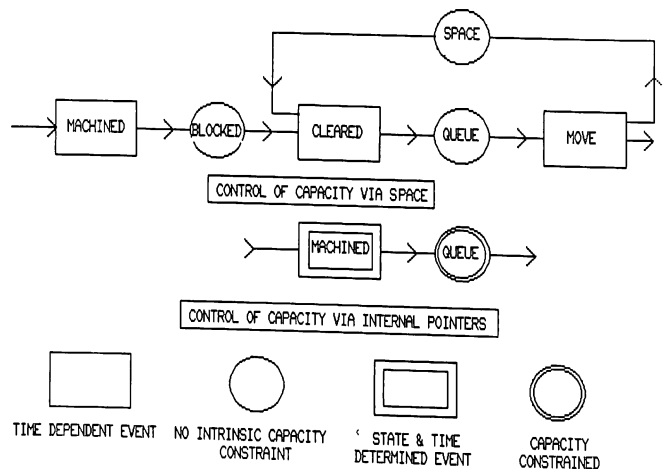 SPACE
MACHINED
BLOCKED
CLEARED
QUEUE
MOVE
CONTROL OF CAPACITY VIA SPACE
MACHINED
QUEUE
CONTROL OF CAPACITY VIA INTERNAL POINTERS
TIME DEPENDENT EVENT
NO INTRINSIC CAPACITY
CONSTRAINT
STATE & TIME
DETERMINED EVENT
CAPACITY
CONSTRAINED